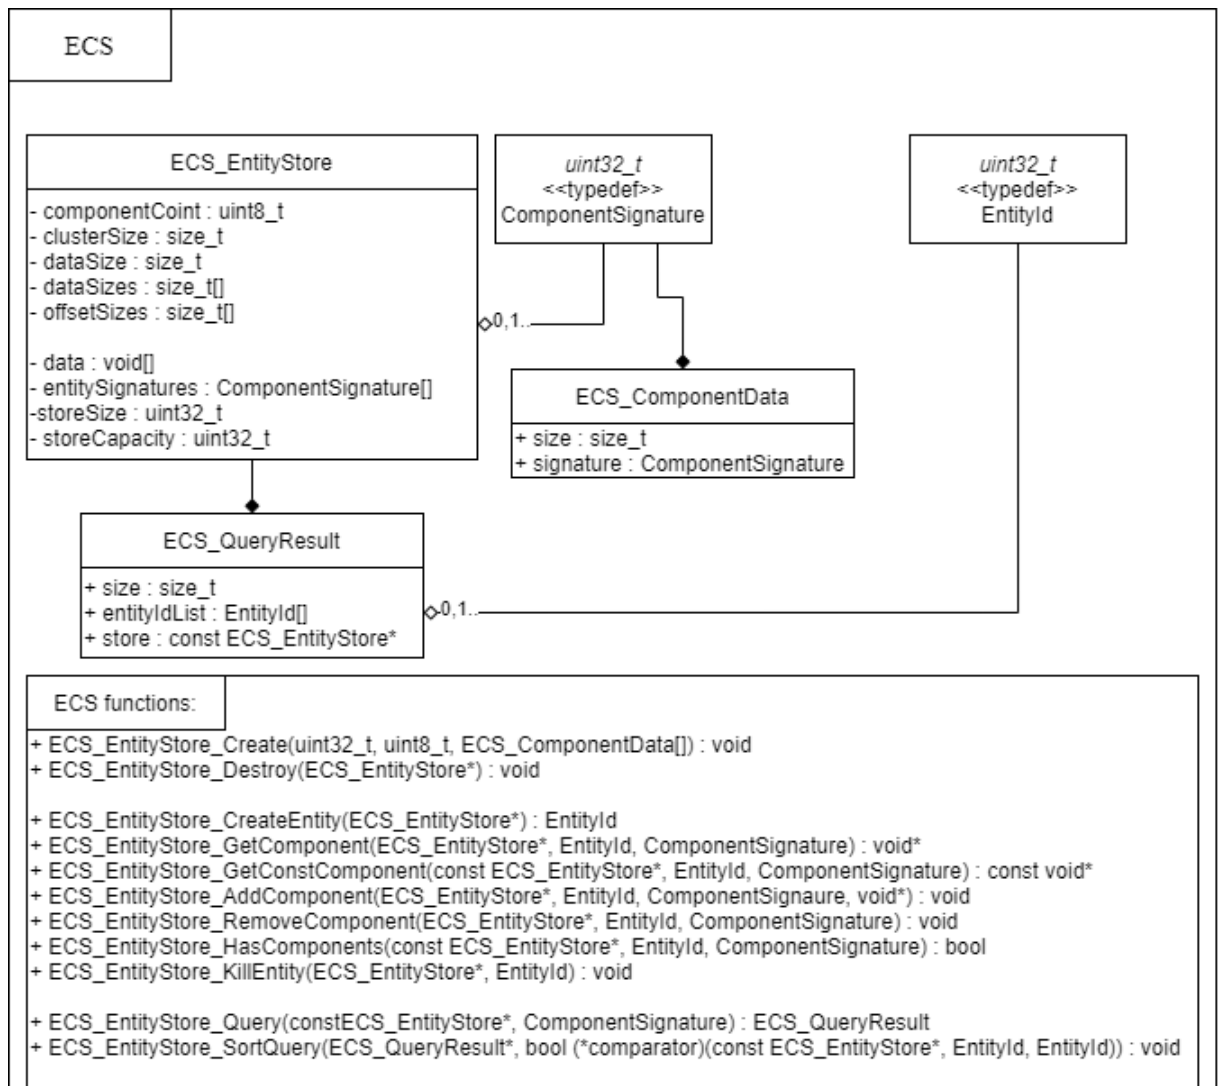 ECS
ECS_EntityStore
- componentCoint : uint8_t
- clusterSize : size_t
- dataSize : size_t
- dataSizes : size_t[]
- offsetSizes : size_t[]
- data : void[]
- entitySignatures : ComponentSignature[]
-storeSize : uint32_t
- storeCapacity : uint32_t
uint32_t
<<typedef>>
ComponentSignature
uint32_t
<<typedef>>
EntityId
0,1..
ECS_ComponentData
+ size : size_t
+ signature : ComponentSignature
ECS_QueryResult
+ size : size_t
+ entityIdList : EntityId[]
+ store : const ECS_EntityStore*
0,1..
ECS functions:
+ ECS_EntityStore_Create(uint32_t, uint8_t, ECS_ComponentData[]) : void
+ ECS_EntityStore_Destroy(ECS_EntityStore*) : void
+ ECS_EntityStore_CreateEntity(ECS_EntityStore*) : EntityId
+ ECS_EntityStore_GetComponent(ECS_EntityStore*, EntityId, ComponentSignature) : void*
+ ECS_EntityStore_GetConstComponent(const ECS_EntityStore*, EntityId, ComponentSignature) : const void*
+ ECS_EntityStore_AddComponent(ECS_EntityStore*, EntityId, ComponentSignaure, void*) : void
+ ECS_EntityStore_RemoveComponent(ECS_EntityStore*, EntityId, ComponentSignature) : void
+ ECS_EntityStore_HasComponents(const ECS_EntityStore*, EntityId, ComponentSignature) : bool
+ ECS_EntityStore_KillEntity(ECS_EntityStore*, EntityId) : void
+ ECS_EntityStore_Query(constECS_EntityStore*, ComponentSignature) : ECS_QueryResult
+ ECS_EntityStore_SortQuery(ECS_QueryResult*, bool (*comparator)(const ECS_EntityStore*, EntityId, EntityId)) : void